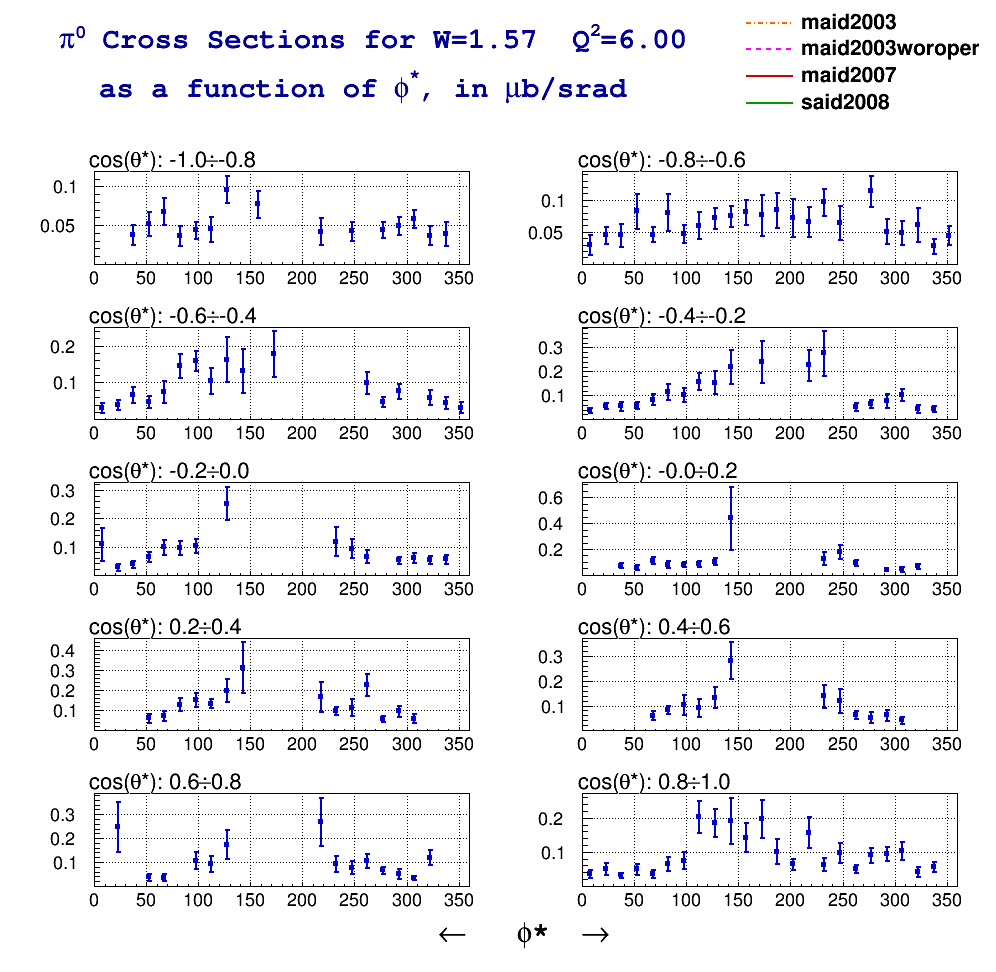 π⁰ Cross Sections for W=1.57 Q²=6.00
as a function of ϕ*, in μb/srad
maid2003
maid2003woroper
maid2007
said2008
cos(θ*): -1.0÷-0.8
0.1
0.05
0 50 100 150 200 250 300 350
cos(θ*): -0.8÷-0.6
0.1
0.05
0 50 100 150 200 250 300 350
cos(θ*): -0.6÷-0.4
0.2
0.1
0 50 100 150 200 250 300 350
cos(θ*): -0.4÷-0.2
0.3
0.2
0.1
0 50 100 150 200 250 300 350
cos(θ*): -0.2÷0.0
0.3
0.2
0.1
0 50 100 150 200 250 300 350
cos(θ*): -0.0÷0.2
0.6
0.4
0.2
0 50 100 150 200 250 300 350
cos(θ*): 0.2÷0.4
0.4
0.3
0.2
0.1
0 50 100 150 200 250 300 350
cos(θ*): 0.4÷0.6
0.3
0.2
0.1
0 50 100 150 200 250 300 350
cos(θ*): 0.6÷0.8
0.3
0.2
0.1
0 50 100 150 200 250 300 350
cos(θ*): 0.8÷1.0
0.2
0.1
0 50 100 150 200 250 300 350
← ϕ* →